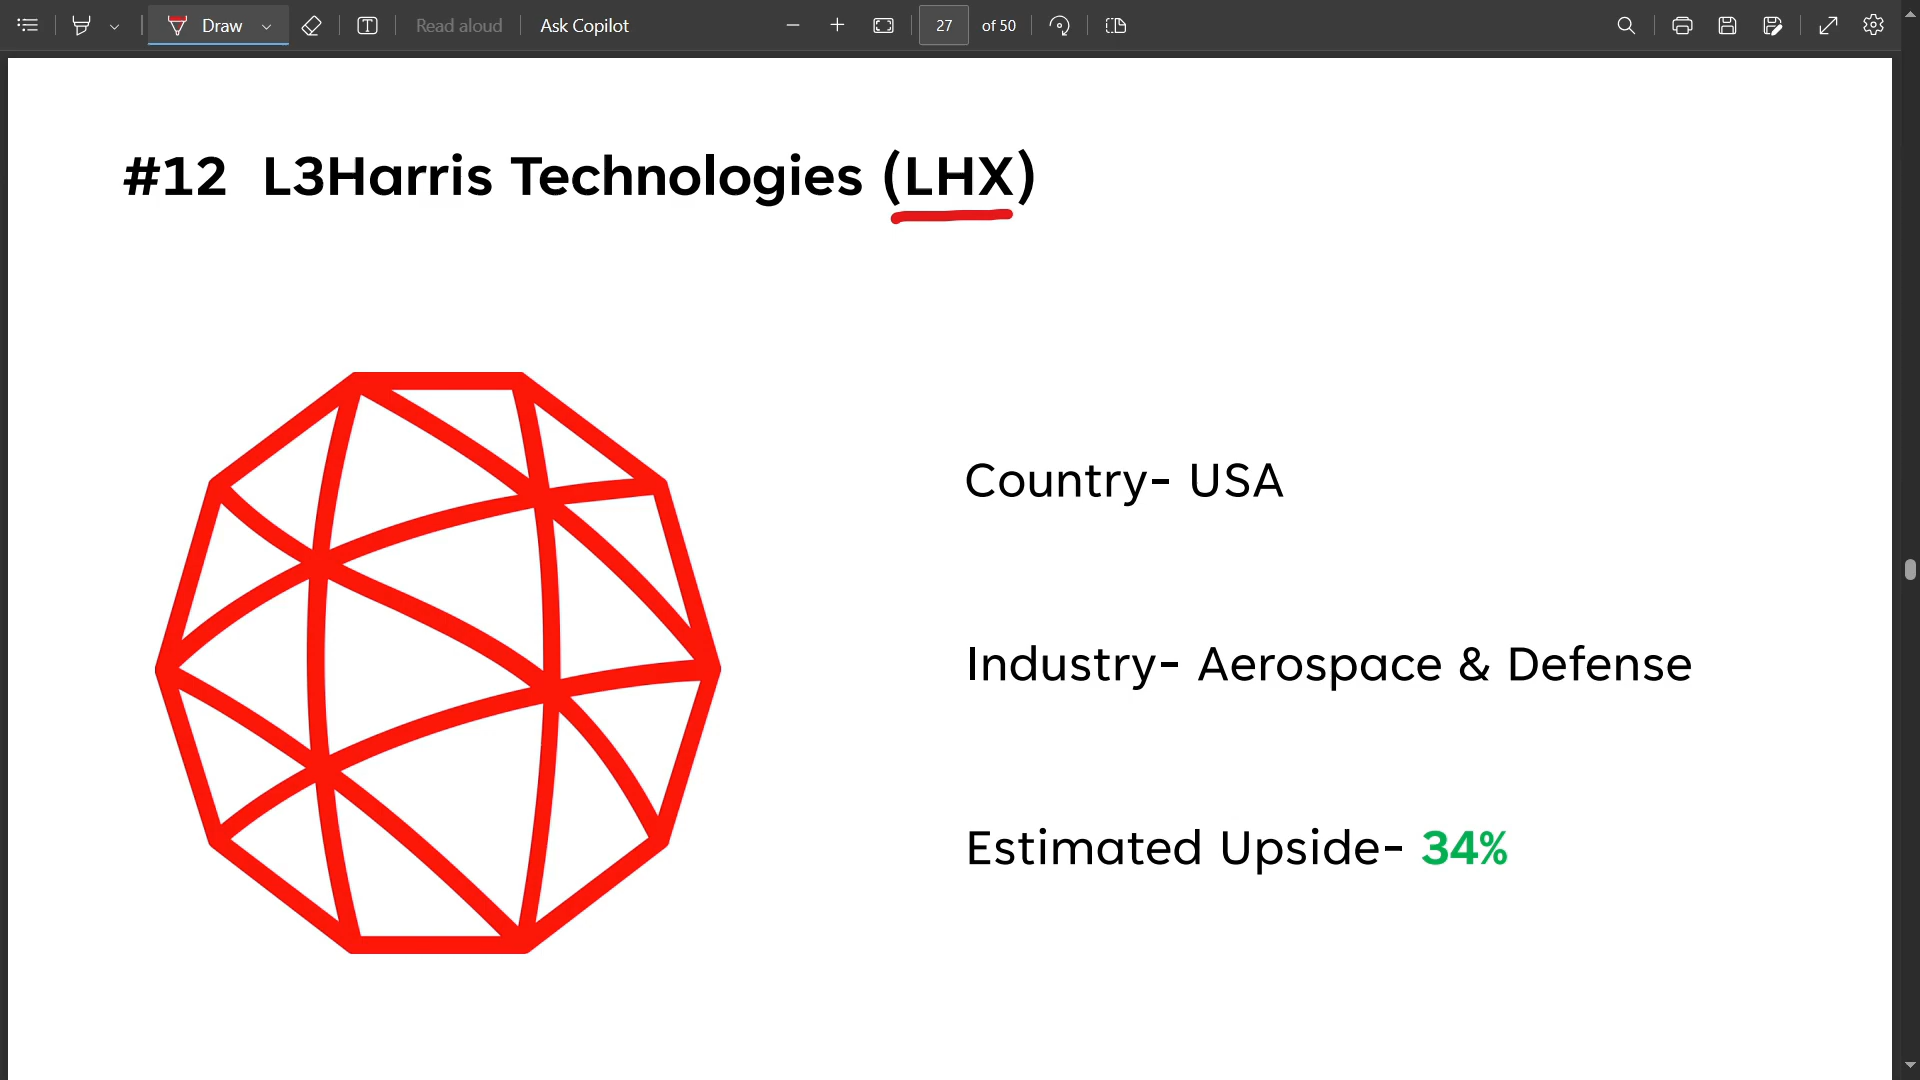 Draw
Read aloud
Ask Copilot
27 of 50
#12 L3Harris Technologies (LHX)
Country- USA
Industry- Aerospace & Defense
Estimated Upside- 34%